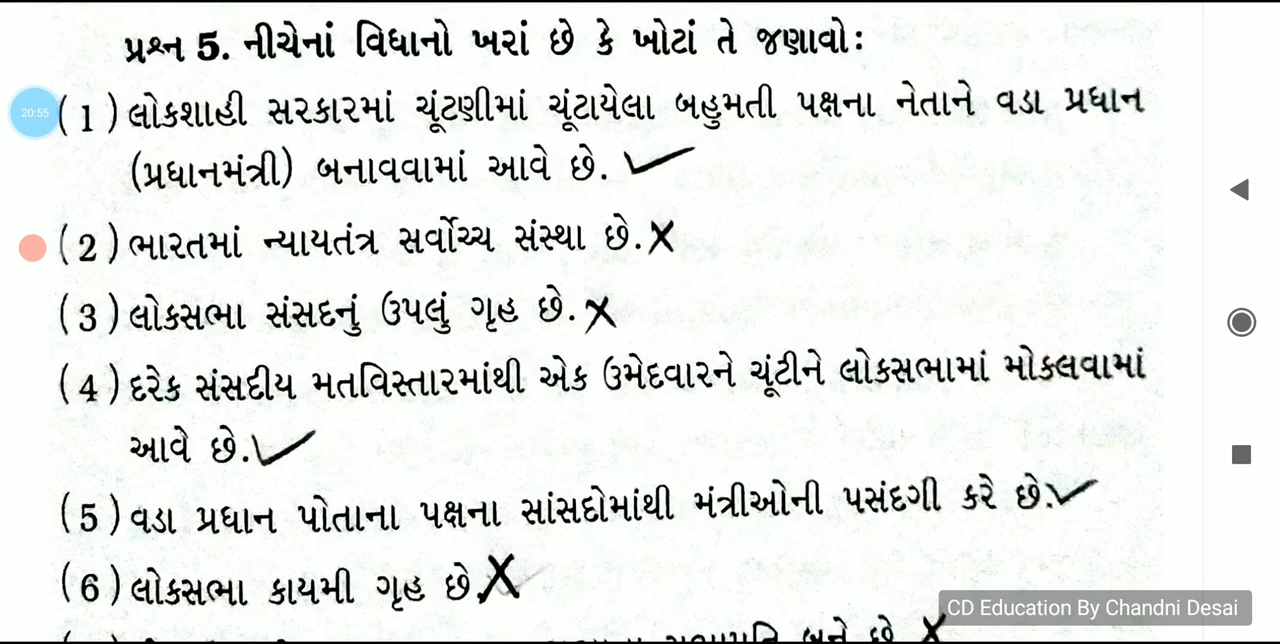 પ્રશ્ન 5. નીચેનાં વિધાનો ખરાં છે કે ખોટાં તે જણાવો:
20:55
(1) લોકશાહી સરકારમાં ચૂંટણીમાં ચૂંટાયેલા બહુમતી પક્ષના નેતાને વડા પ્રધાન
(પ્રધાનમંત્રી) બનાવવામાં આવે છે. ✓
(2) ભારતમાં ન્યાયતંત્ર સર્વોચ્ચ સંસ્થા છે. X
(3) લોકસભા સંસદનું ઉપલું ગૃહ છે. X
(4) દરેક સંસદીય મતવિસ્તારમાંથી એક ઉમેદવારને ચૂંટીને લોકસભામાં મોકલવામાં
આવે છે. ✓
(5) વડા પ્રધાન પોતાના પક્ષના સાંસદોમાંથી મંત્રીઓની પસંદગી કરે છે. ✓
(6) લોકસભા કાયમી ગૃહ છે. X
CD Education By Chandni Desai
બને છે X